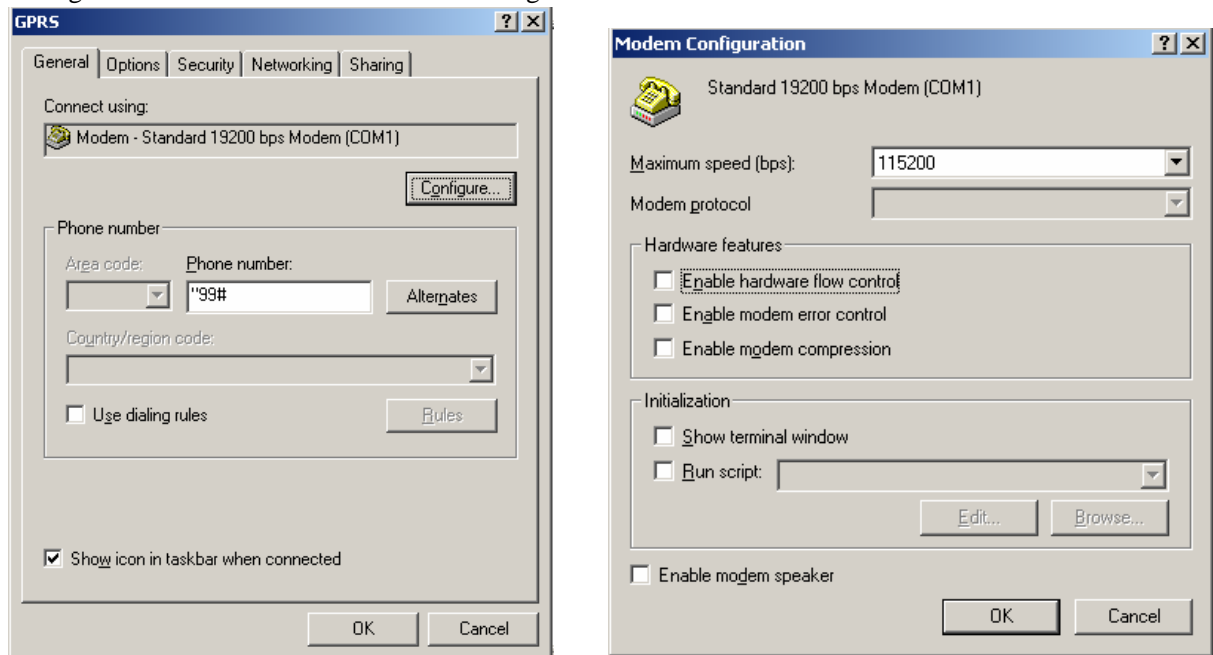 GPRS
General Options Security Networking Sharing
Connect using:
Modem - Standard 19200 bps Modem (COM1)
Configure...
Phone number
Area code: Phone number:
"99#
Alternates
Country/region code:
Use dialing rules
Rules
Show icon in taskbar when connected
OK Cancel
Modem Configuration
Standard 19200 bps Modem (COM1)
Maximum speed (bps): 115200
Modem protocol
Hardware features
Enable hardware flow control
Enable modem error control
Enable modem compression
Initialization
Show terminal window
Run script:
Edit... Browse...
Enable modem speaker
OK Cancel